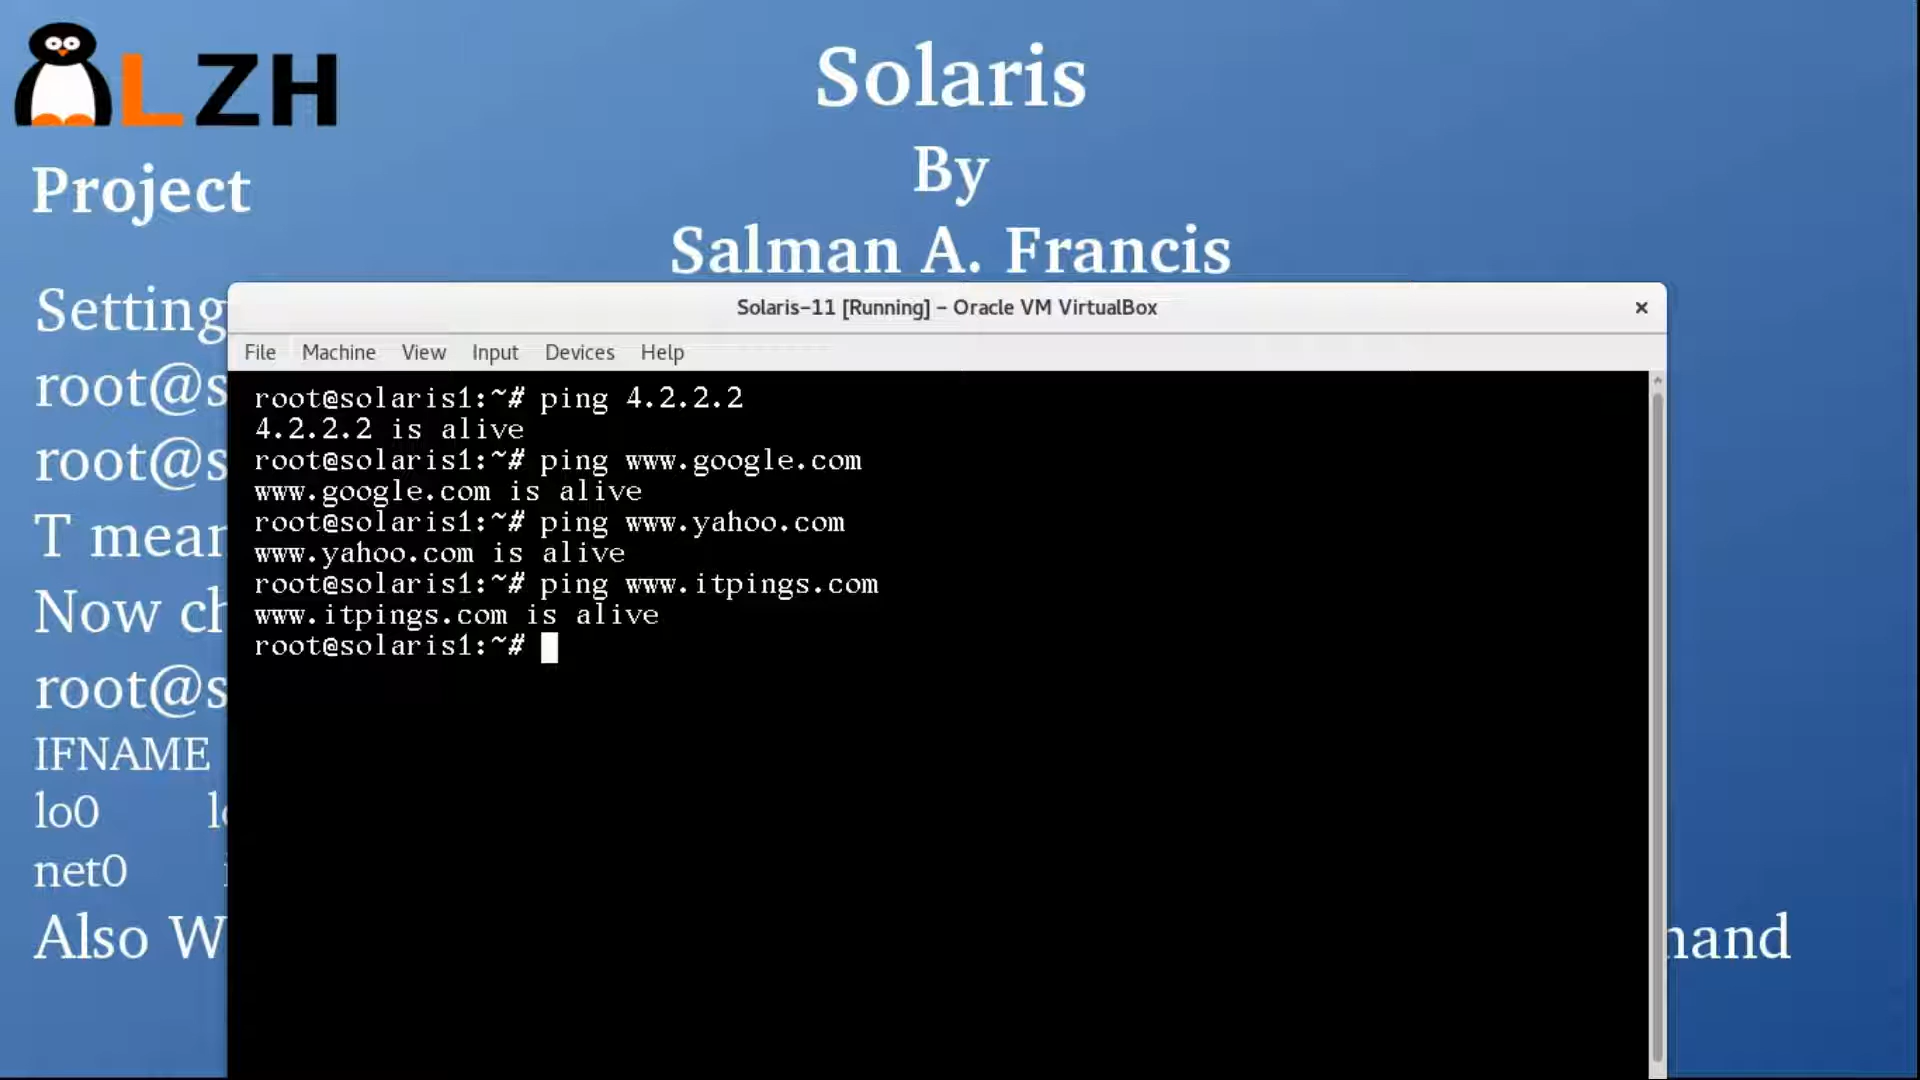 LZH
Solaris
By
Salman A. Francis
Project
Setting
root@s
root@s
T mean
Now ch
root@s
IFNAME
lo0
net0
Also W
mand
Solaris-11 [Running] - Oracle VM VirtualBox
File Machine View Input Devices Help
root@solaris1:~# ping 4.2.2.2
4.2.2.2 is alive
root@solaris1:~# ping www.google.com
www.google.com is alive
root@solaris1:~# ping www.yahoo.com
www.yahoo.com is alive
root@solaris1:~# ping www.itpings.com
www.itpings.com is alive
root@solaris1:~#